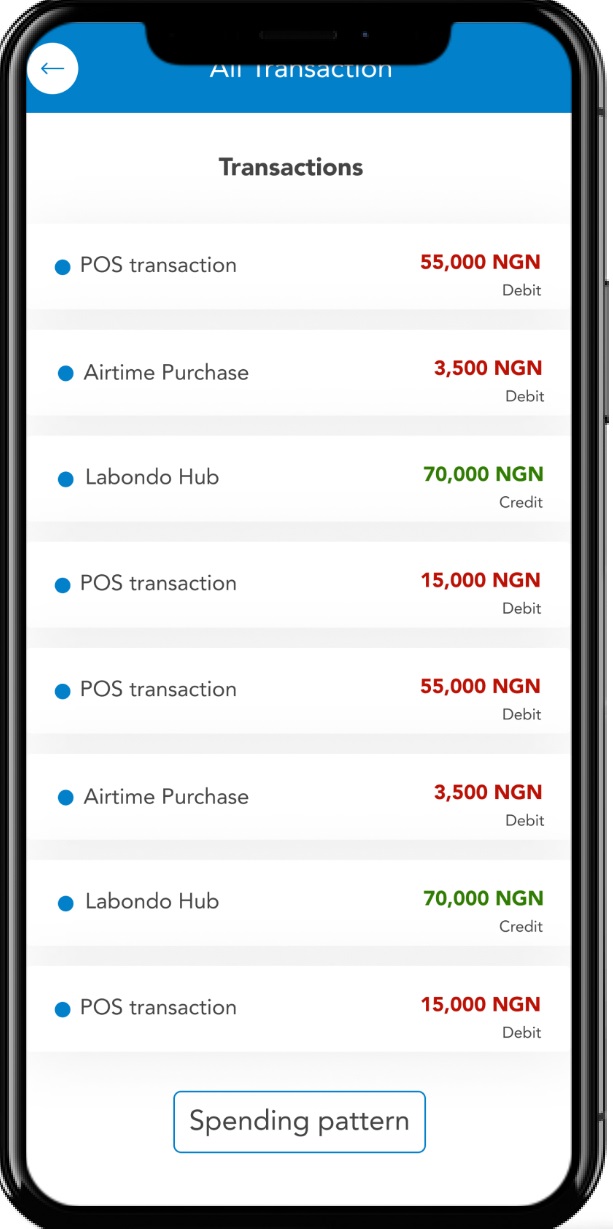 All Transaction
Transactions
POS transaction 55,000 NGN
Debit
Airtime Purchase 3,500 NGN
Debit
Labondo Hub 70,000 NGN
Credit
POS transaction 15,000 NGN
Debit
POS transaction 55,000 NGN
Debit
Airtime Purchase 3,500 NGN
Debit
Labondo Hub 70,000 NGN
Credit
POS transaction 15,000 NGN
Debit
Spending pattern